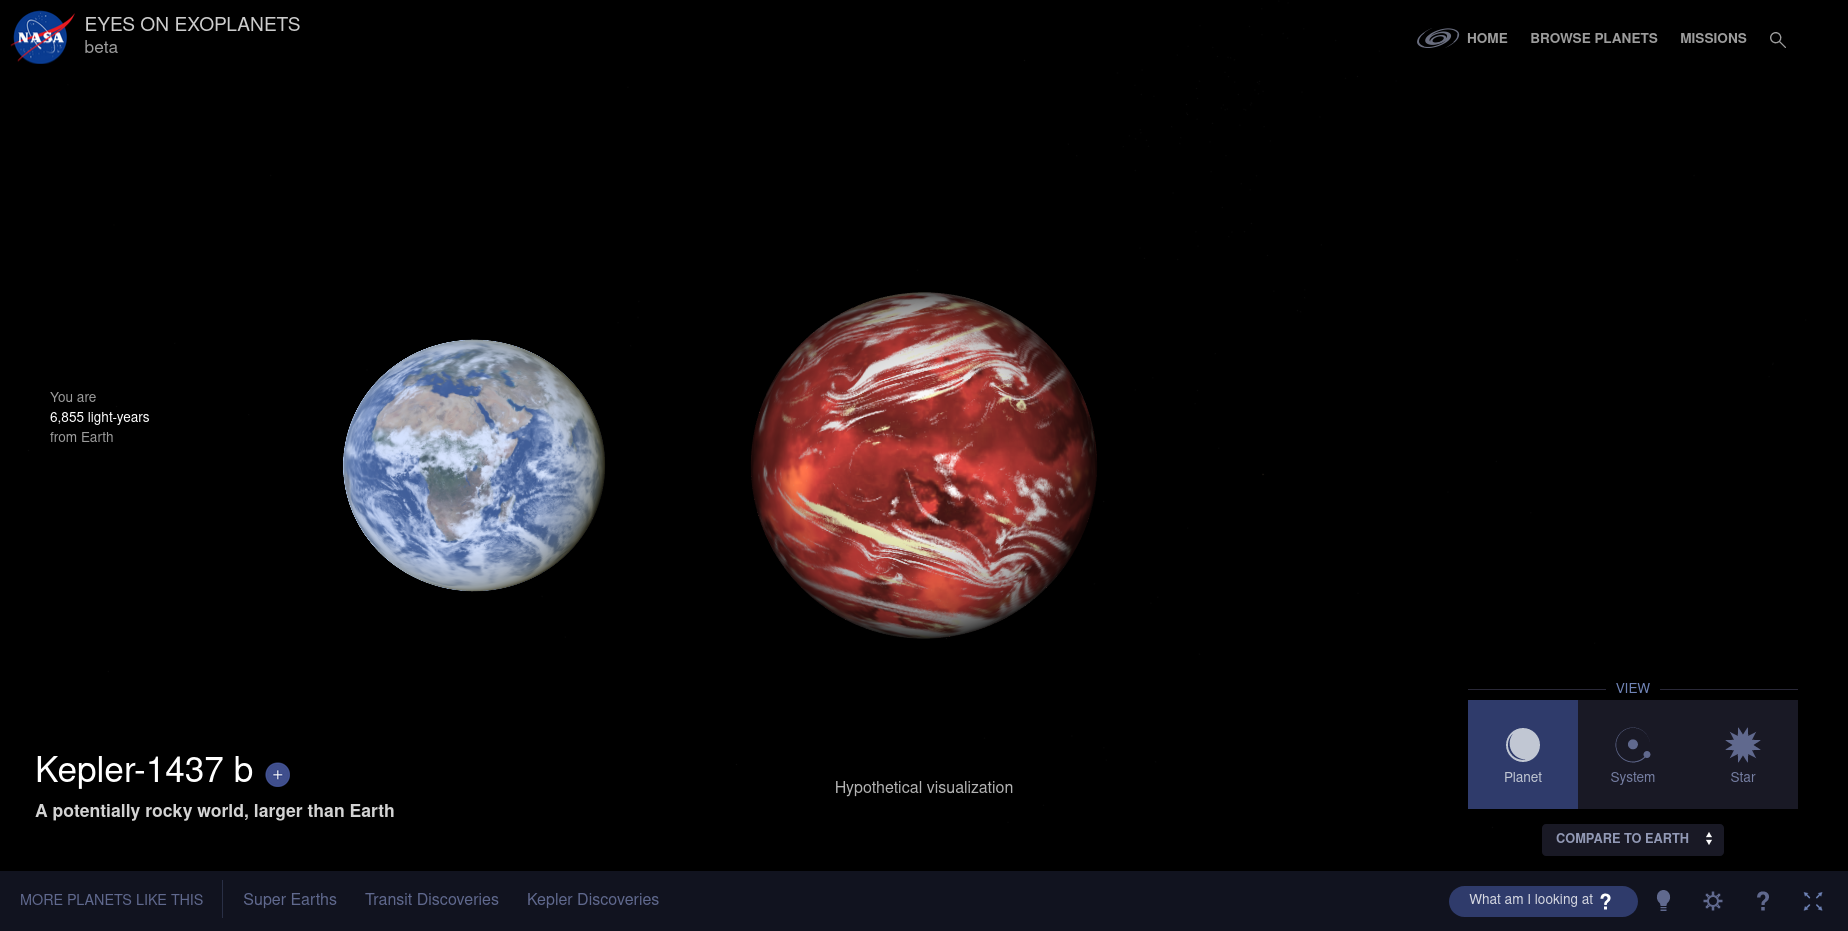 NASA
EYES ON EXOPLANETS
beta
HOME
BROWSE PLANETS
MISSIONS
You are
6,855 light-years
from Earth
Kepler-1437 b +
A potentially rocky world, larger than Earth
Hypothetical visualization
VIEW
Planet
System
Star
COMPARE TO EARTH
MORE PLANETS LIKE THIS
Super Earths
Transit Discoveries
Kepler Discoveries
What am I looking at ?
?